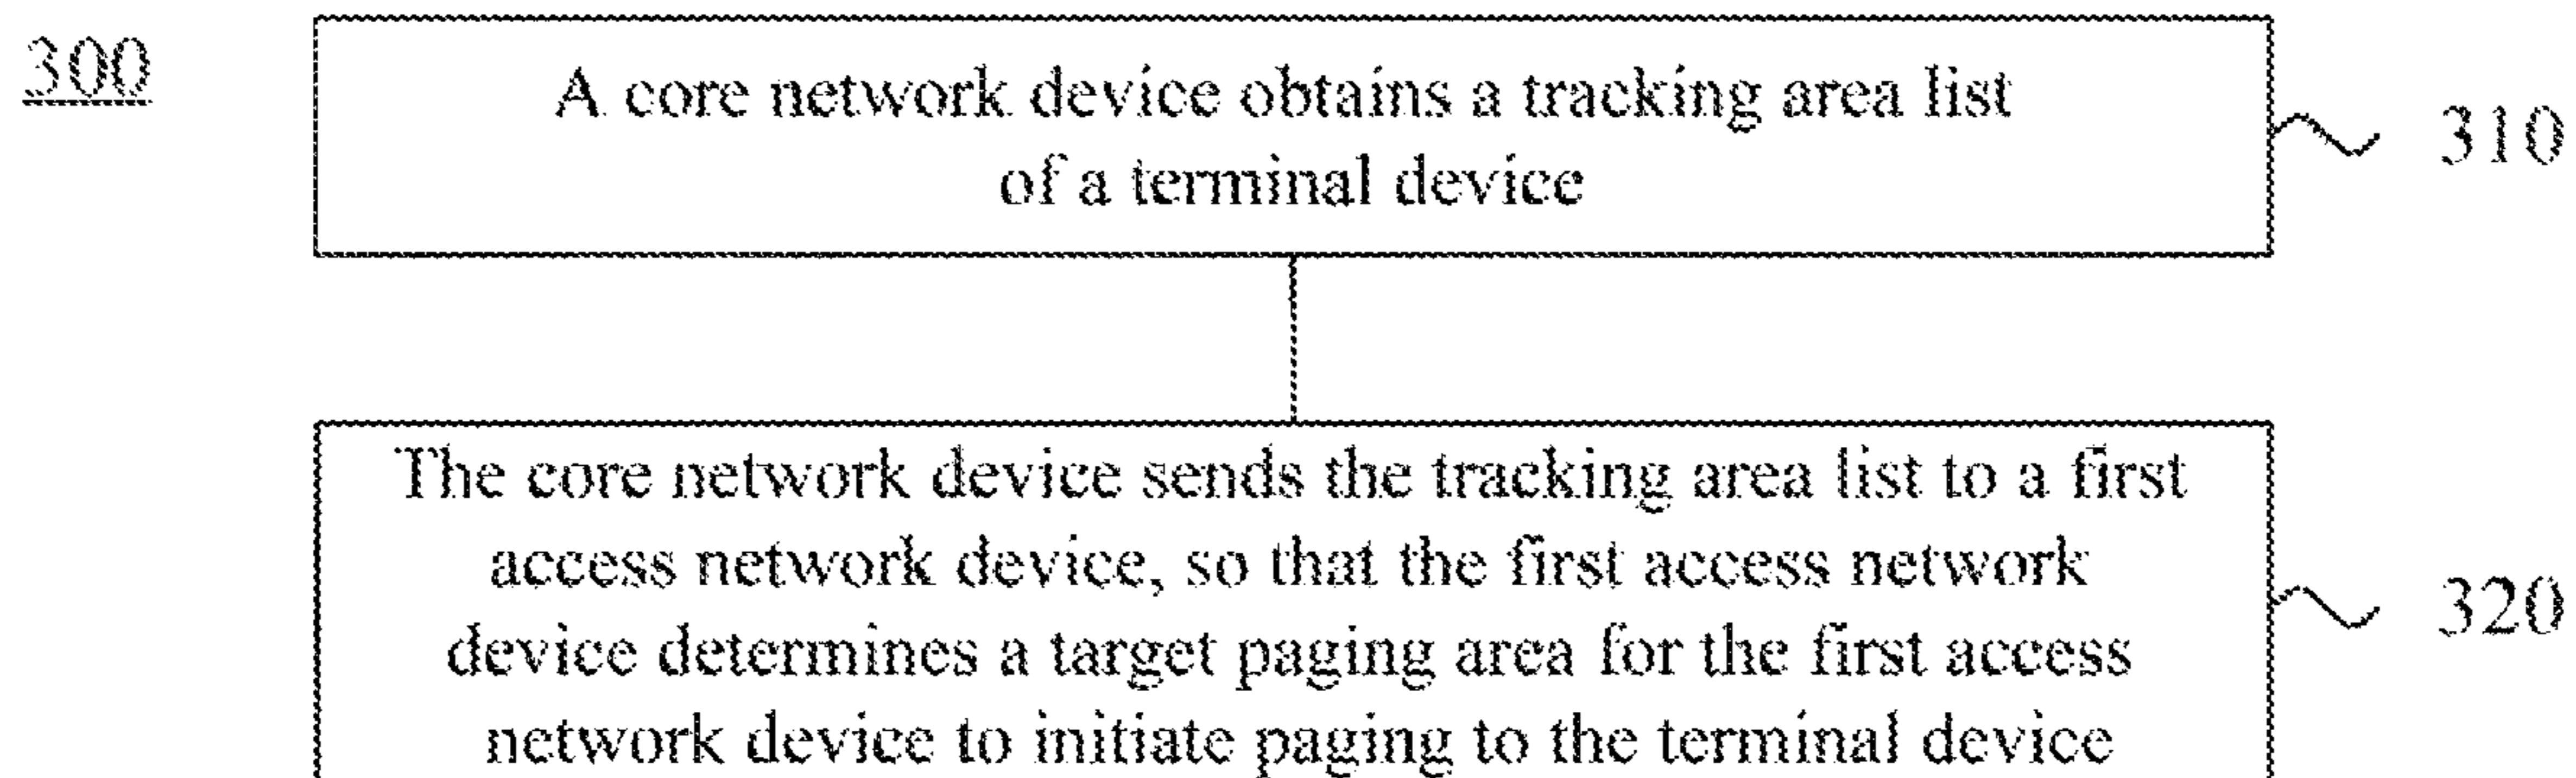 300
A core network device obtains a tracking area list
of a terminal device
310
The core network device sends the tracking area list to a first
access network device, so that the first access network
device determines a target paging area for the first access
network device to initiate paging to the terminal device
320